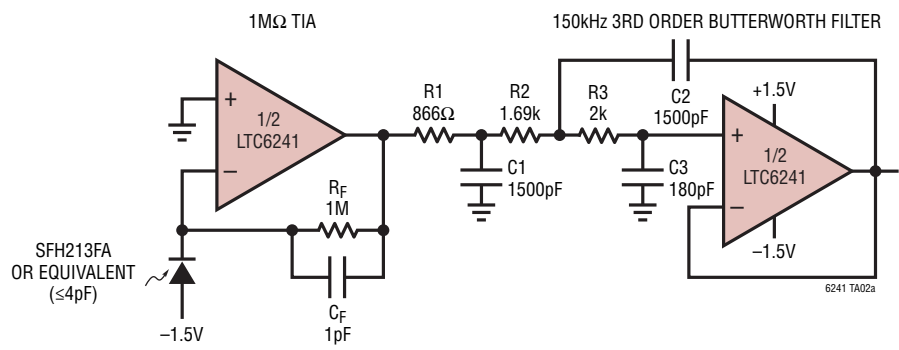 1MΩ TIA
150kHz 3RD ORDER BUTTERWORTH FILTER
+
1/2
LTC6241
–
R1
866Ω
R2
1.69k
R3
2k
C2
1500pF
+1.5V
C1
1500pF
C3
180pF
+
1/2
LTC6241
–
–1.5V
RF
1M
CF
1pF
SFH213FA
OR EQUIVALENT
(≤4pF)
–1.5V
6241 TA02a